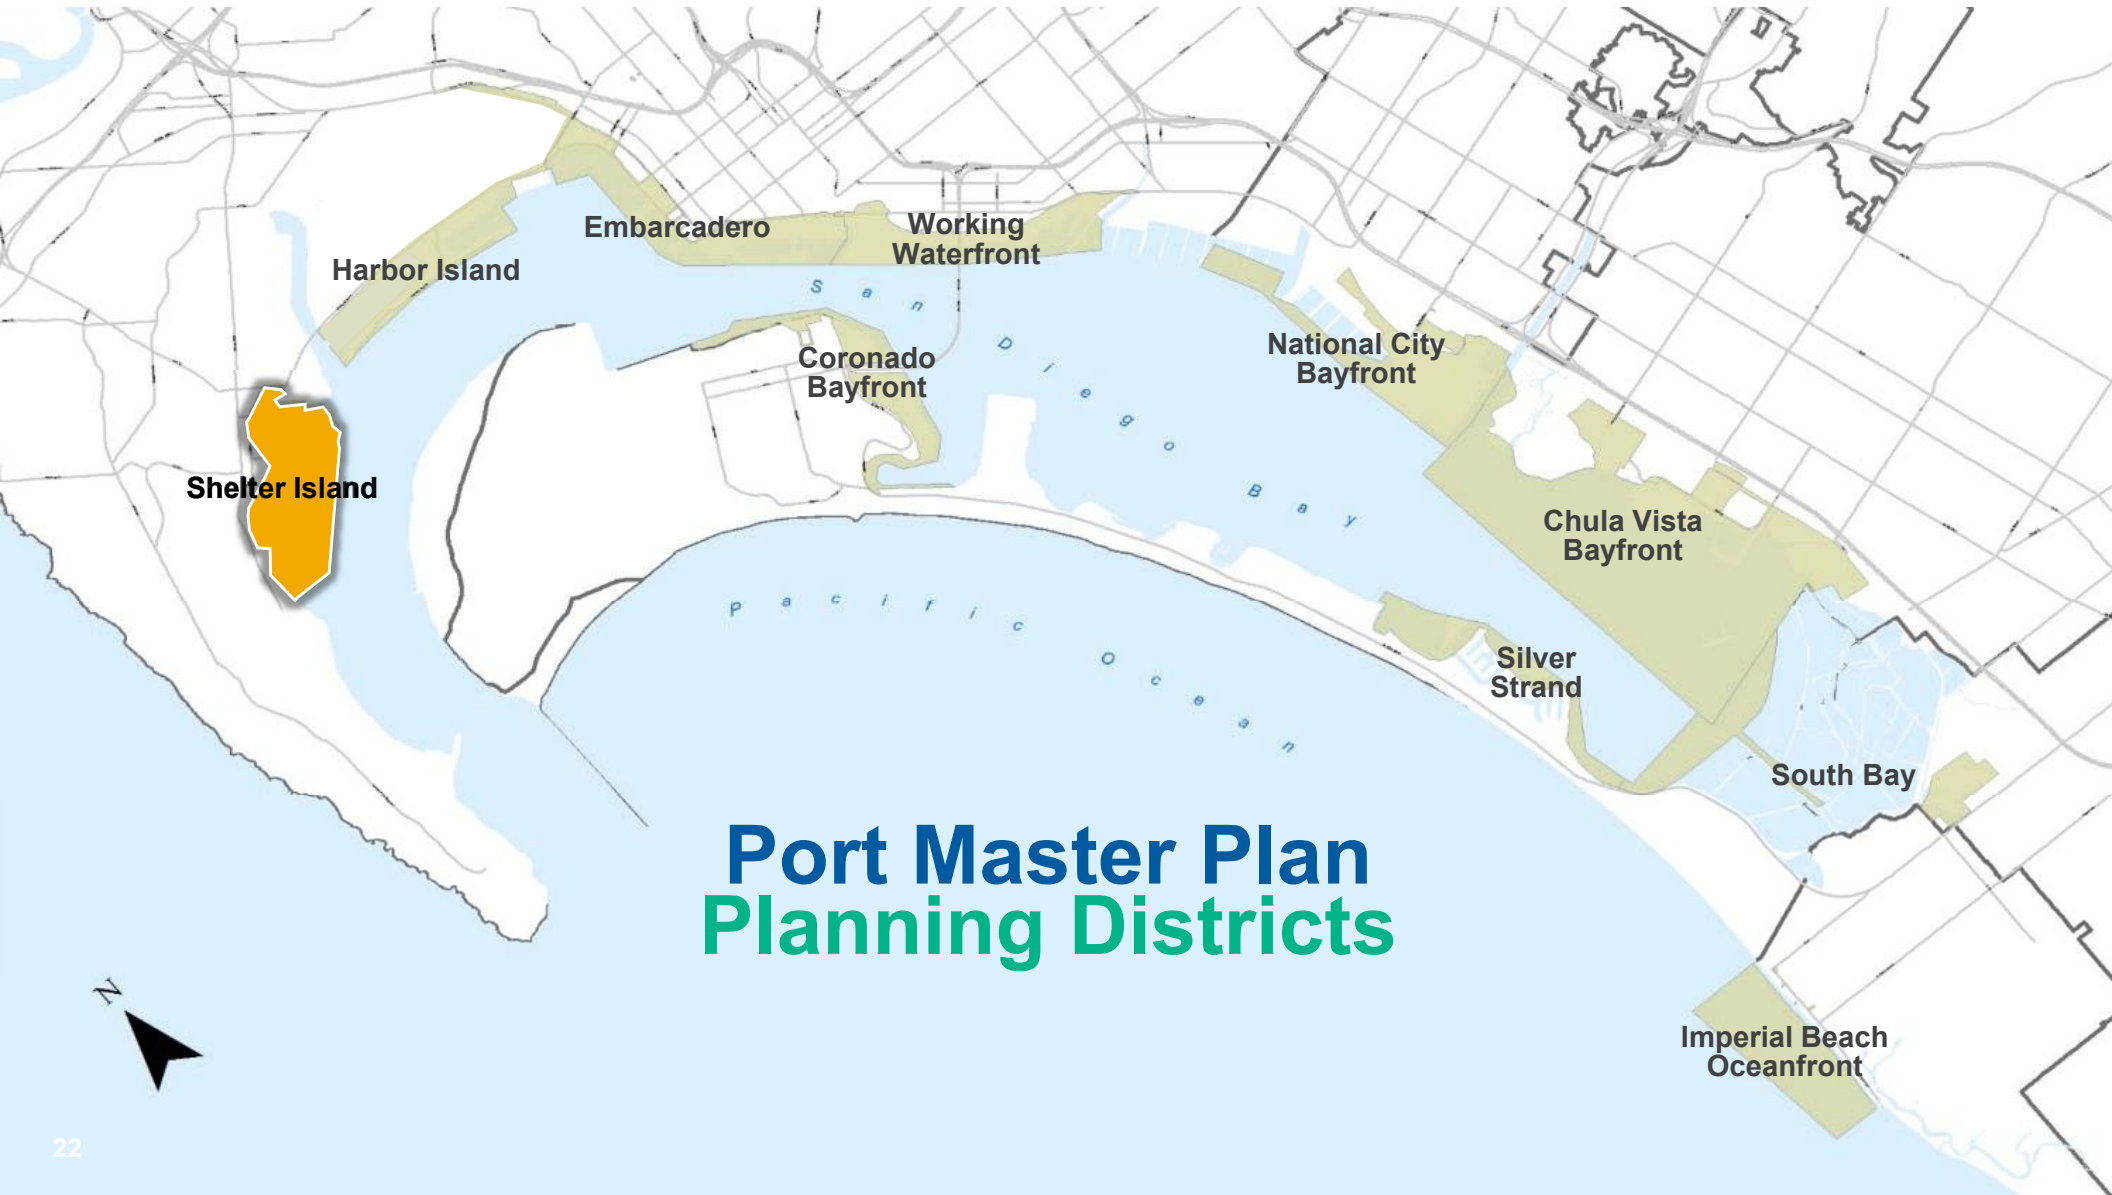 Embarcadero
Working
Waterfront
Harbor Island
San Diego Bay
Coronado
Bayfront
National City
Bayfront
Shelter Island
Chula Vista
Bayfront
Pacific Ocean
Silver
Strand
South Bay
Port Master Plan
Planning Districts
N
Imperial Beach
Oceanfront
22